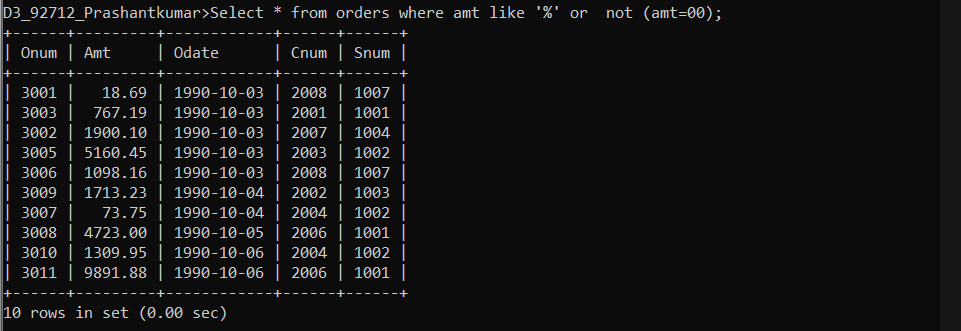 D3_92712_Prashantkumar>Select * from orders where amt like '%' or  not (amt=00);
+------+---------+------------+------+------+
| Onum | Amt     | Odate      | Cnum | Snum |
+------+---------+------------+------+------+
| 3001 |   18.69 | 1990-10-03 | 2008 | 1007 |
| 3003 |  767.19 | 1990-10-03 | 2001 | 1001 |
| 3002 | 1900.10 | 1990-10-03 | 2007 | 1004 |
| 3005 | 5160.45 | 1990-10-03 | 2003 | 1002 |
| 3006 | 1098.16 | 1990-10-03 | 2008 | 1007 |
| 3009 | 1713.23 | 1990-10-04 | 2002 | 1003 |
| 3007 |   73.75 | 1990-10-04 | 2004 | 1002 |
| 3008 | 4723.00 | 1990-10-05 | 2006 | 1001 |
| 3010 | 1309.95 | 1990-10-06 | 2004 | 1002 |
| 3011 | 9891.88 | 1990-10-06 | 2006 | 1001 |
+------+---------+------------+------+------+
10 rows in set (0.00 sec)